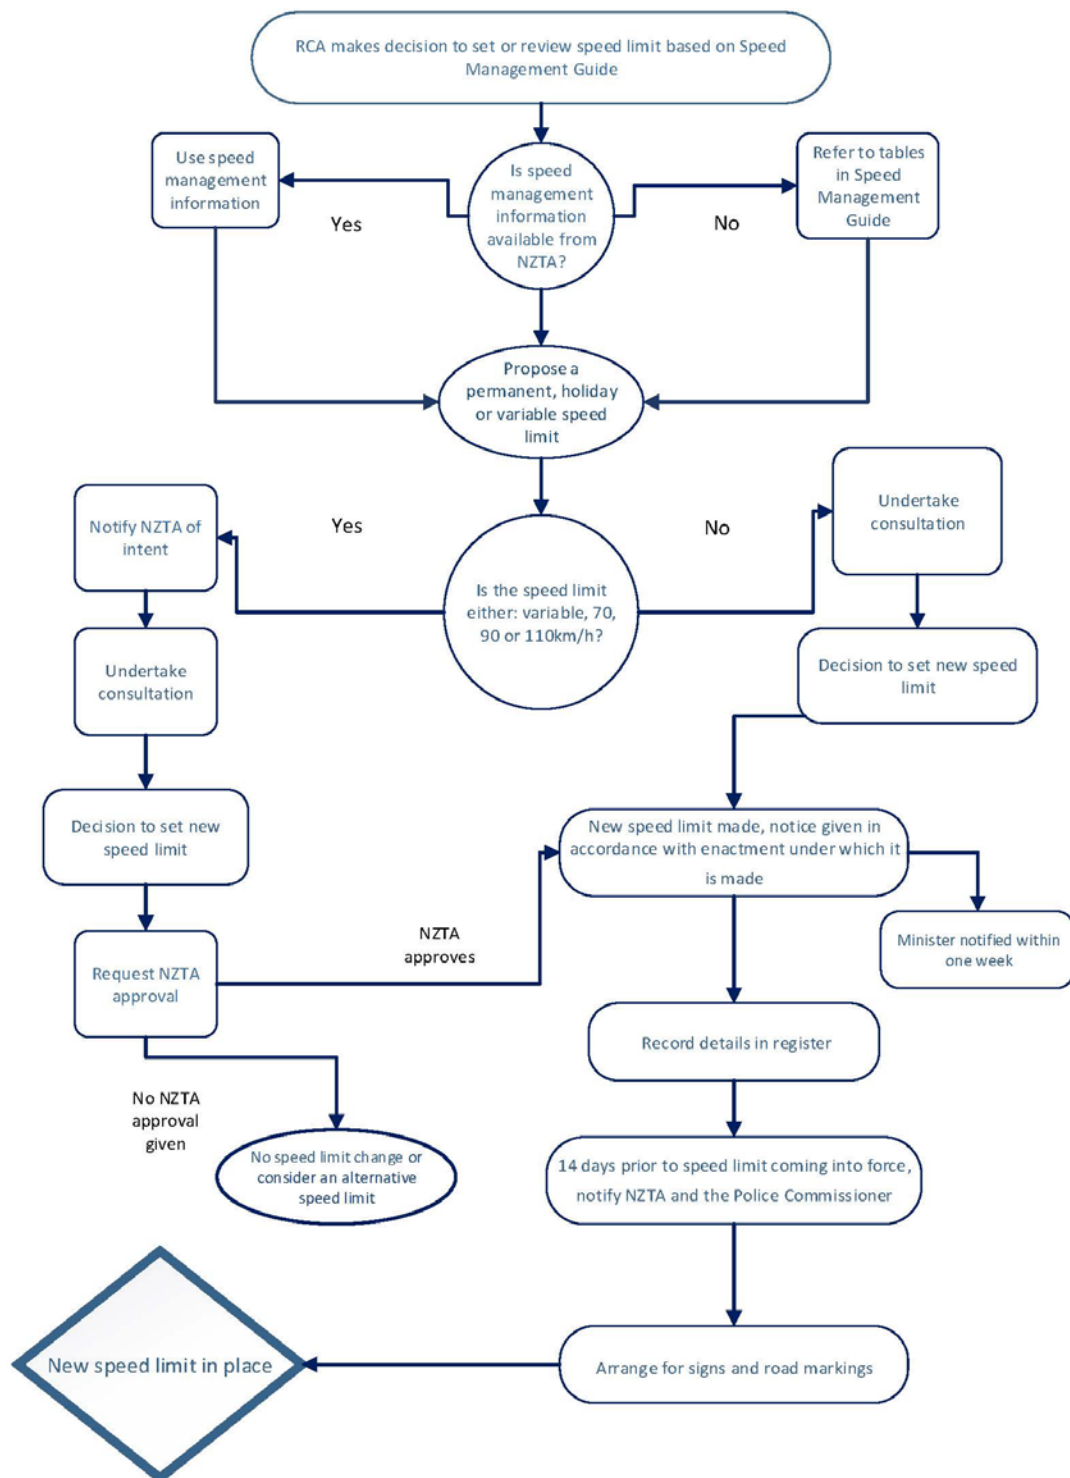 RCA makes decision to set or review speed limit based on Speed
Management Guide
Use speed
management
information
Is speed
management
information
available from
NZTA?
Refer to tables
in Speed
Management
Guide
Yes
No
Propose a
permanent, holiday
or variable speed
limit
Notify NZTA of
intent
Yes
No
Undertake
consultation
Is the speed limit
either: variable, 70,
90 or 110km/h?
Undertake
consultation
Decision to set new speed
limit
Decision to set new
speed limit
New speed limit made, notice given in
accordance with enactment under which it
is made
NZTA
approves
Minister notified within
one week
Request NZTA
approval
Record details in register
No NZTA
approval
given
No speed limit change or
consider an alternative
speed limit
14 days prior to speed limit coming into force,
notify NZTA and the Police Commissioner
New speed limit in place
Arrange for signs and road markings